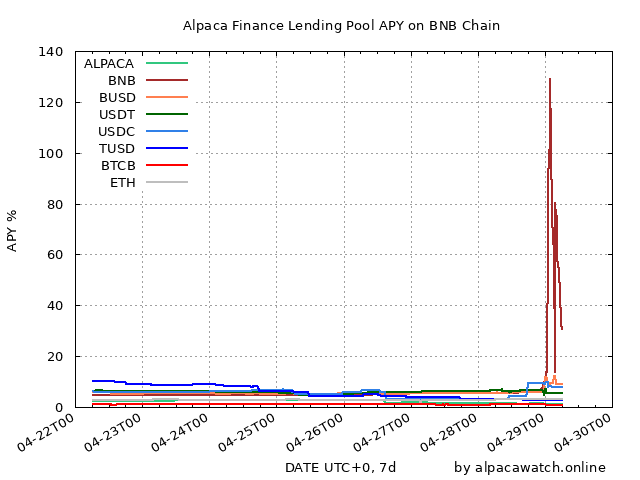 Alpaca Finance Lending Pool APY on BNB Chain
140
120
100
80
60
40
20
0
APY %
ALPACA
BNB
BUSD
USDT
USDC
TUSD
BTCB
ETH
04-22T00
04-23T00
04-24T00
04-25T00
04-26T00
04-27T00
04-28T00
04-29T00
04-30T00
DATE UTC+0, 7d
by alpacawatch.online